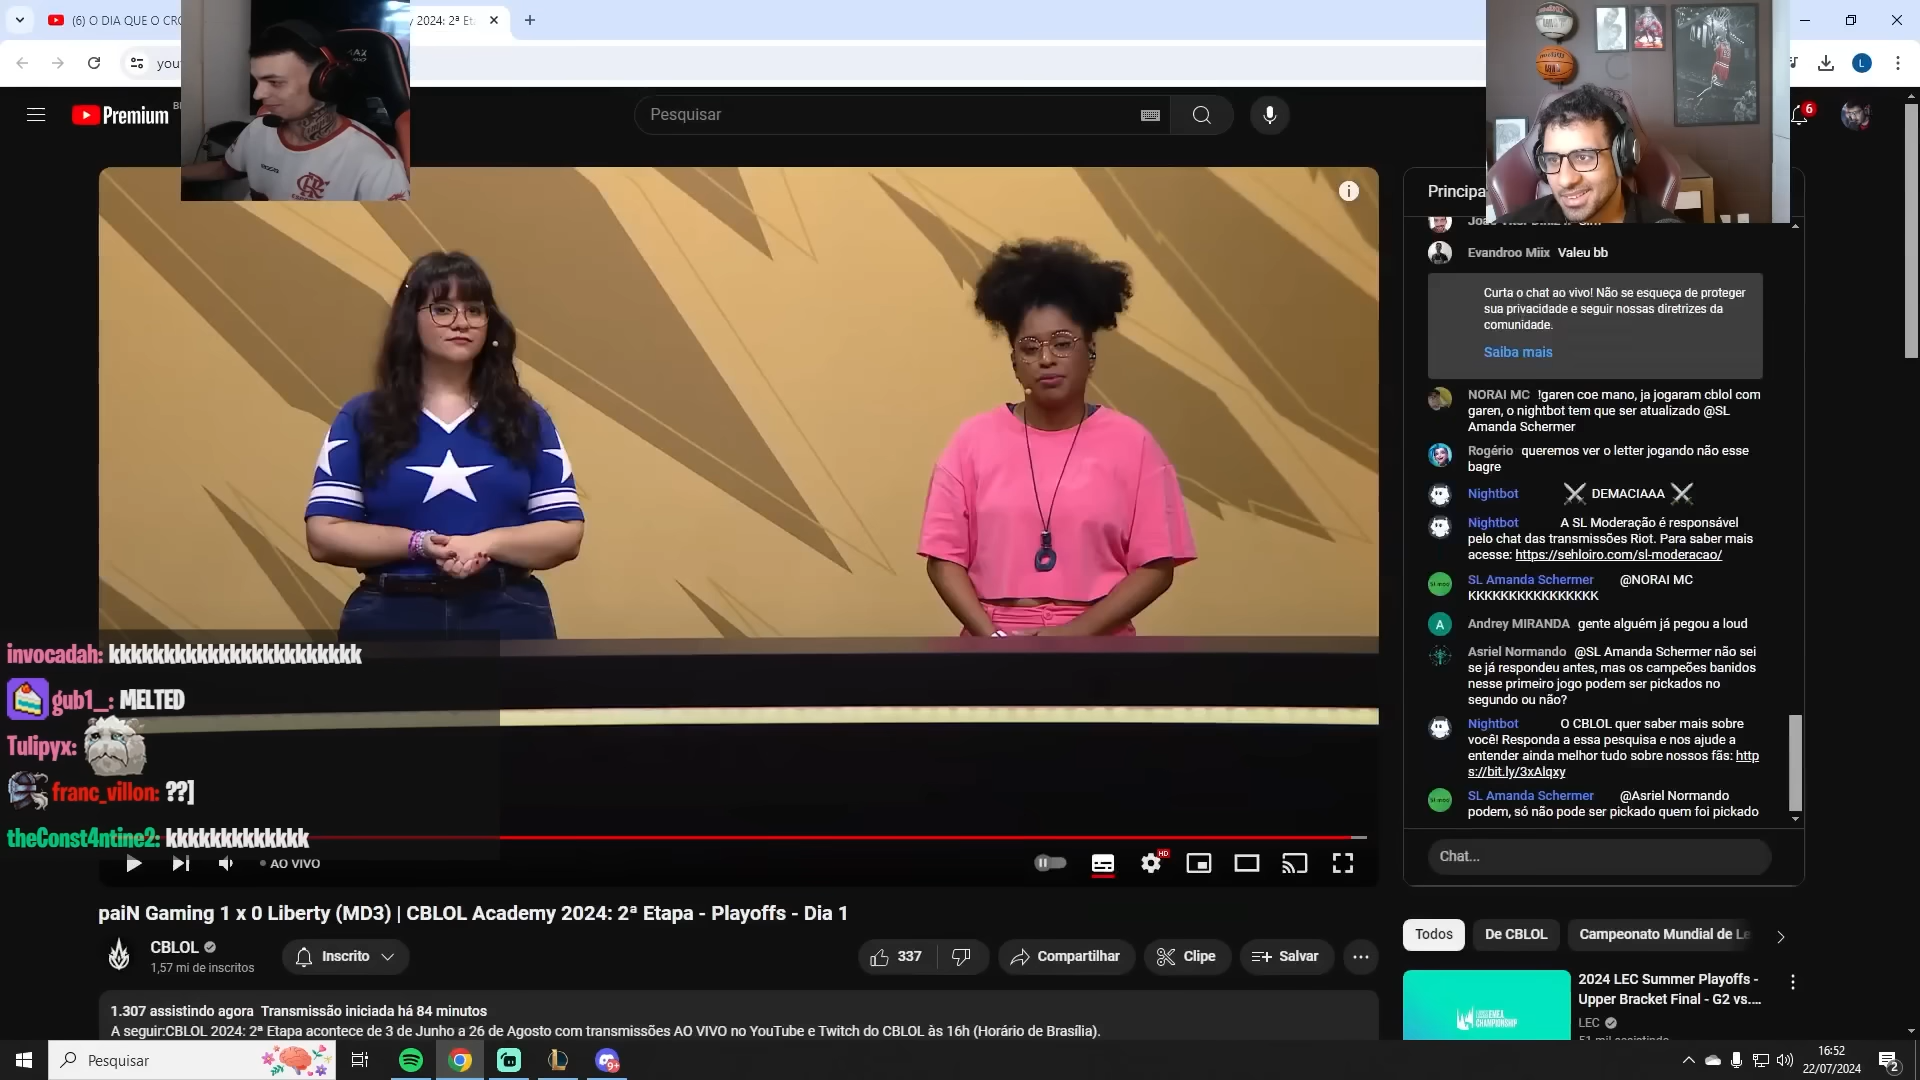 (6) O DIA QUE O CRO
2024: 2ª Et
you
L
Premium
Pesquisar
6
Principa
Evandroo Miix Valeu bb
Curta o chat ao vivo! Não se esqueça de proteger
sua privacidade e seguir nossas diretrizes da
comunidade.
Saiba mais
NORAI MC !garen coe mano, ja jogaram cblol com
garen, o nightbot tem que ser atualizado @SL
Amanda Schermer
Rogério queremos ver o letter jogando não esse
bagre
Nightbot DEMACIAAA
Nightbot A SL Moderação é responsável
pelo chat das transmissões Riot. Para saber mais
acesse: https://sehloiro.com/sl-moderacao/
SL Amanda Schermer @NORAI MC
KKKKKKKKKKKKKKKK
A Andrey MIRANDA gente alguém já pegou a loud
Asriel Normando @SL Amanda Schermer não sei
se já respondeu antes, mas os campeões banidos
nesse primeiro jogo podem ser pickados no
segundo ou não?
Nightbot O CBLOL quer saber mais sobre
você! Responda a essa pesquisa e nos ajude a
entender ainda melhor tudo sobre nossos fãs: http
s://bit.ly/3xAlqxy
SL Amanda Schermer @Asriel Normando
podem, só não pode ser pickado quem foi pickado
Chat...
invocadah: kkkkkkkkkkkkkkkkkkkkkkk
gub1_: MELTED
Tulipyx:
franc_villon: ??]
theConst4ntine2: kkkkkkkkkkkkk
AO VIVO
HD
paiN Gaming 1 x 0 Liberty (MD3) | CBLOL Academy 2024: 2ª Etapa - Playoffs - Dia 1
CBLOL
1,57 mi de inscritos
Inscrito
337
Compartilhar
Clipe
Salvar
1.307 assistindo agora Transmissão iniciada há 84 minutos
A seguir:CBLOL 2024: 2ª Etapa acontece de 3 de Junho a 26 de Agosto com transmissões AO VIVO no YouTube e Twitch do CBLOL às 16h (Horário de Brasília).
Todos
De CBLOL
Campeonato Mundial de Le
2024 LEC Summer Playoffs -
Upper Bracket Final - G2 vs....
LEC
Pesquisar
9+
16:52
22/07/2024
2